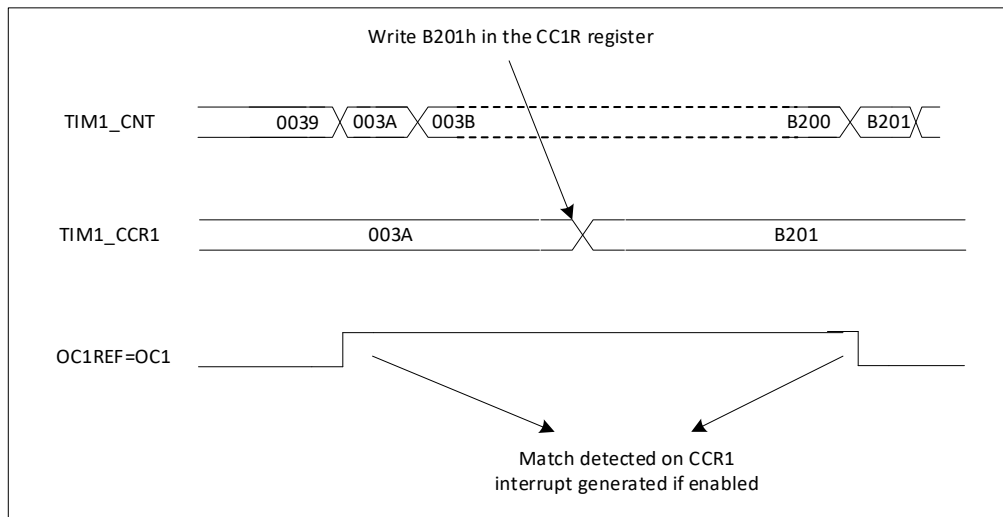 Write B201h in the CC1R register
TIM1_CNT 0039 003A 003B B200 B201
TIM1_CCR1 003A B201
OC1REF=OC1
Match detected on CCR1
interrupt generated if enabled